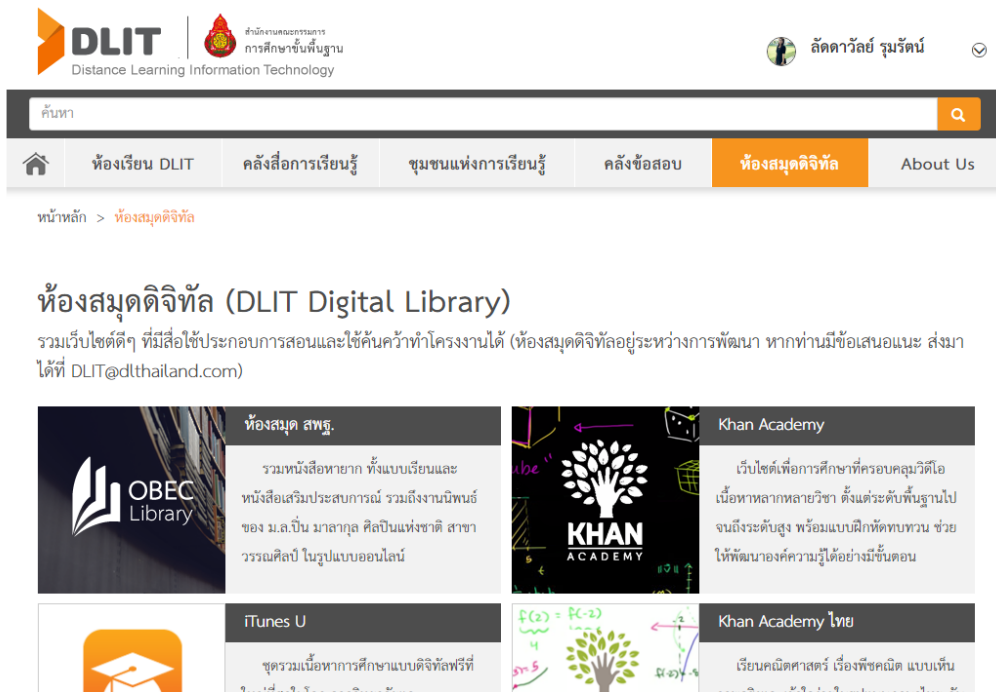 DLIT
Distance Learning Information Technology
สำนักงานคณะกรรมการ
การศึกษาขั้นพื้นฐาน
ลัดดาวัลย์ รุมรัตน์
ค้นหา
ห้องเรียน DLIT
คลังสื่อการเรียนรู้
ชุมชนแห่งการเรียนรู้
คลังข้อสอบ
ห้องสมุดดิจิทัล
About Us
หน้าหลัก > ห้องสมุดดิจิทัล
ห้องสมุดดิจิทัล (DLIT Digital Library)
รวมเว็บไซต์ดีๆ ที่มีสื่อใช้ประกอบการสอนและใช้ค้นคว้าทำโครงงานได้ (ห้องสมุดดิจิทัลอยู่ระหว่างการพัฒนา หากท่านมีข้อเสนอแนะ ส่งมา
ได้ที่ DLIT@dlthailand.com)
OBEC
Library
ห้องสมุด สพฐ.
รวมหนังสือหายาก ทั้งแบบเรียนและ
หนังสือเสริมประสบการณ์ รวมถึงงานนิพนธ์
ของ ม.ล.ปิ่น มาลากุล ศิลปินแห่งชาติ สาขา
วรรณศิลป์ ในรูปแบบออนไลน์
KHAN
ACADEMY
Khan Academy
เว็บไซต์เพื่อการศึกษาที่ครอบคลุมวิดีโอ
เนื้อหาหลากหลายวิชา ตั้งแต่ระดับพื้นฐานไป
จนถึงระดับสูง พร้อมแบบฝึกหัดทบทวน ช่วย
ให้พัฒนาองค์ความรู้ได้อย่างมีขั้นตอน
iTunes U
ชุดรวมเนื้อหาการศึกษาแบบดิจิทัลฟรีที่
f(2) = f(-2)
Khan Academy ไทย
เรียนคณิตศาสตร์ เรื่องพีชคณิต แบบเห็น